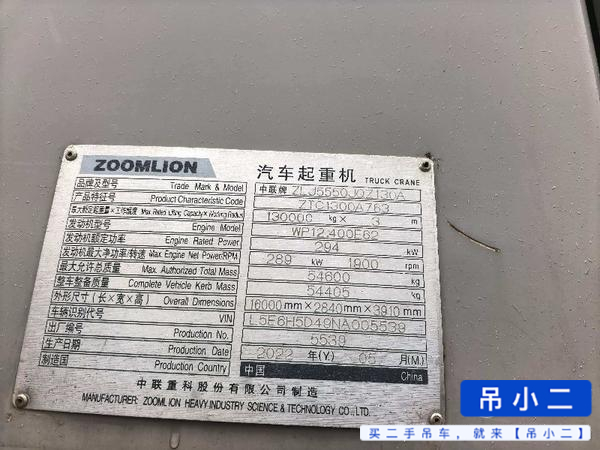 ZOOMLION
汽车起重机
TRUCK CRANE
品牌及型号 Trade Mark & Model 中联牌 ZLJ5550JQZ130A
产品特征号 Product Characteristic Code ZTC1300A763
最大额定起重量×工作幅度 Max Rated Lifting Capacity × Working Radius 130000 kg× 3 m
发动机型号 Engine Model WP12.400E62
发动机额定功率 Engine Rated Power 294 kW
发动机最大净功率/转速 Max Engine Net Power/RPM 289 kW 1900 rpm
最大允许总质量 Max. Authorized Total Mass 54600 kg
整车整备质量 Complete Vehicle Kerb Mass 54405 kg
外形尺寸(长×宽×高) Overall Dimensions 16000 mm× 2840 mm× 3910 mm
车辆识别代号 VIN L5E6H5D49NA005539
出厂编号 Production No. 5539
生产日期 Production Date 2022 年(Y.) 05 月(M.)
制造国 Production Country 中国 China
中联重科股份有限公司制造
MANUFACTURER: ZOOMLION HEAVY INDUSTRY SCIENCE & TECHNOLOGY CO., LTD.
吊小二
买二手吊车，就来【吊小二】